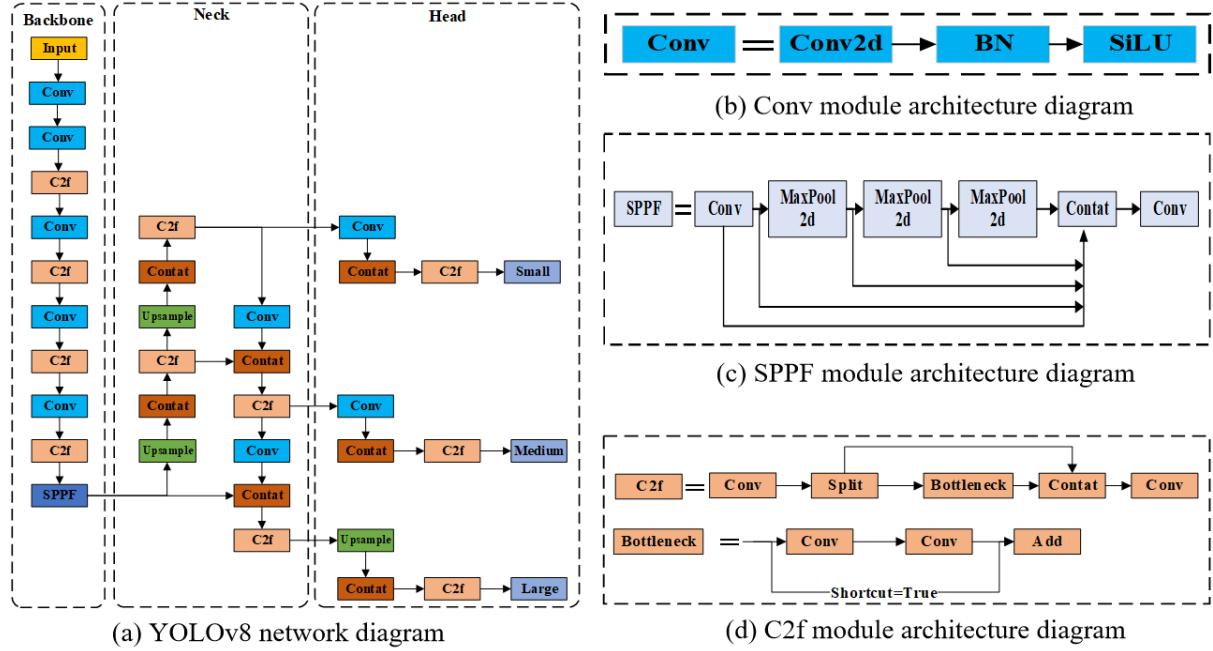 Backbone
Input
Conv
Conv
C2f
Conv
C2f
Conv
C2f
Conv
C2f
SPPF
Neck
C2f
Contat
Upsample
C2f
Contat
Upsample
Conv
Contat
C2f
Conv
Contat
C2f
Head
Conv
Contat C2f Small
Conv
Contat C2f Medium
Upsample
Contat C2f Large
(a) YOLOv8 network diagram
Conv = Conv2d BN SiLU
(b) Conv module architecture diagram
SPPF = Conv MaxPool 2d MaxPool 2d MaxPool 2d Contat Conv
(c) SPPF module architecture diagram
C2f = Conv Split Bottleneck Contat Conv
Bottleneck = Conv Conv Add
Shortcut=True
(d) C2f module architecture diagram